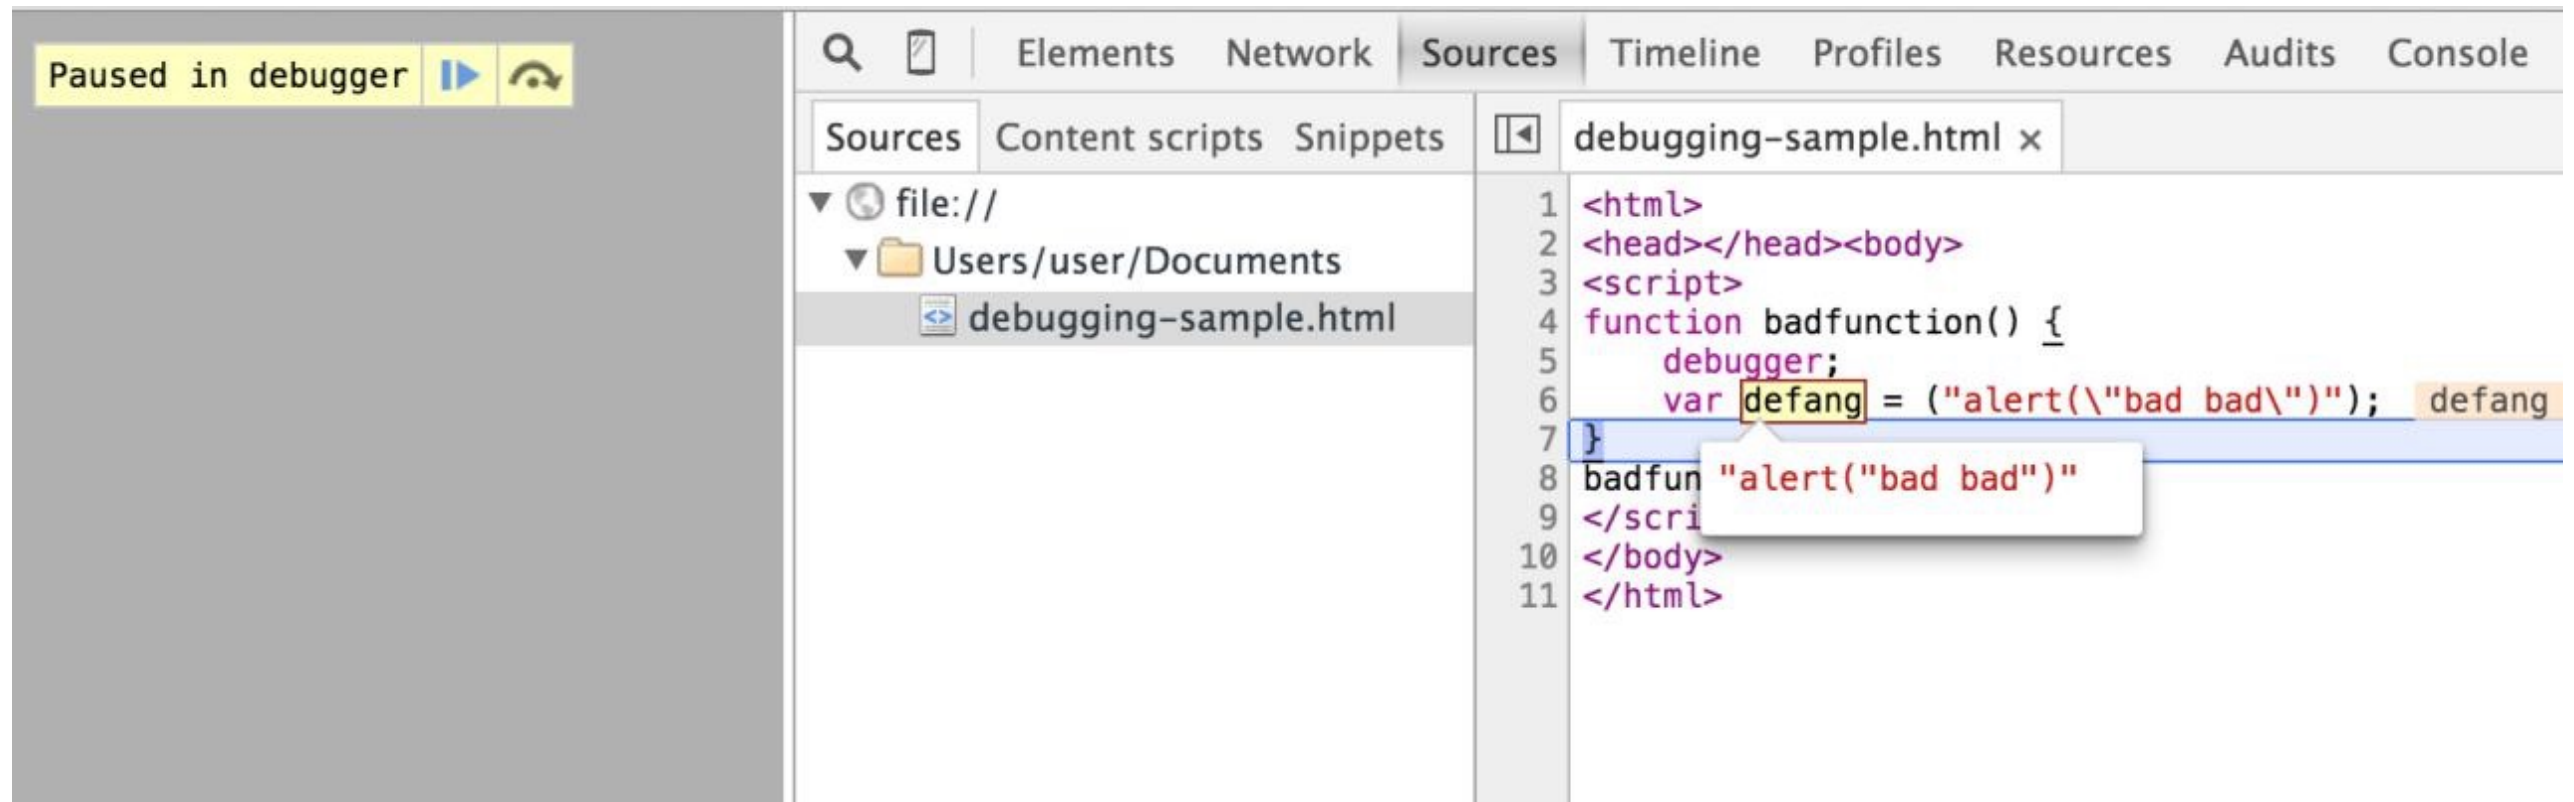 Paused in debugger
Elements Network Sources Timeline Profiles Resources Audits Console
Sources Content scripts Snippets
file://
Users/user/Documents
debugging-sample.html
debugging-sample.html ×
1 <html>
2 <head></head><body>
3 <script>
4 function badfunction() {
5 debugger;
6 var defang = ("alert(\"bad bad\")"); defang
7 }
8 badfun
"alert("bad bad")"
9 </scri
10 </body>
11 </html>